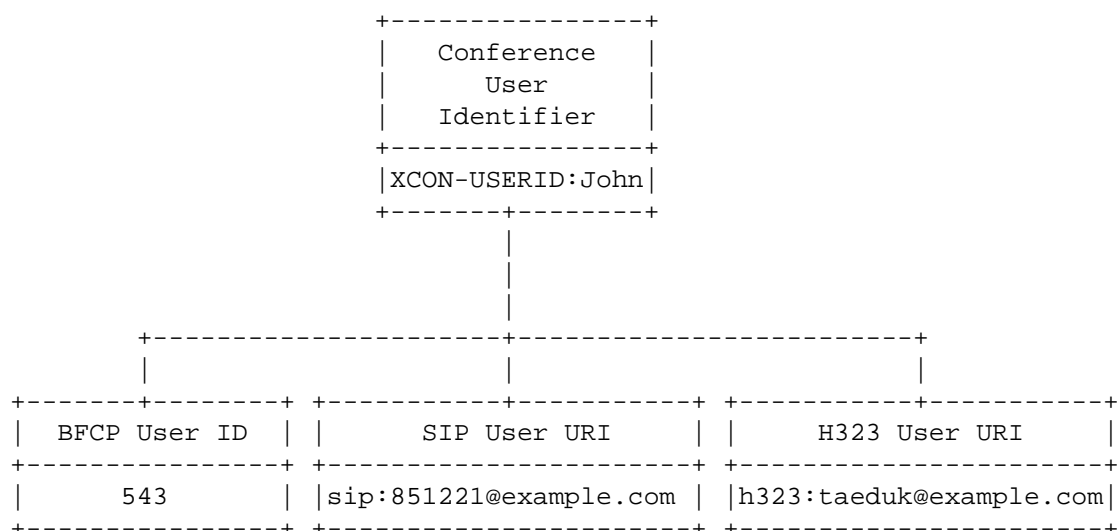 Conference
User
Identifier
XCON-USERID:John
BFCP User ID
SIP User URI
H323 User URI
543
sip:851221@example.com
h323:taeduk@example.com